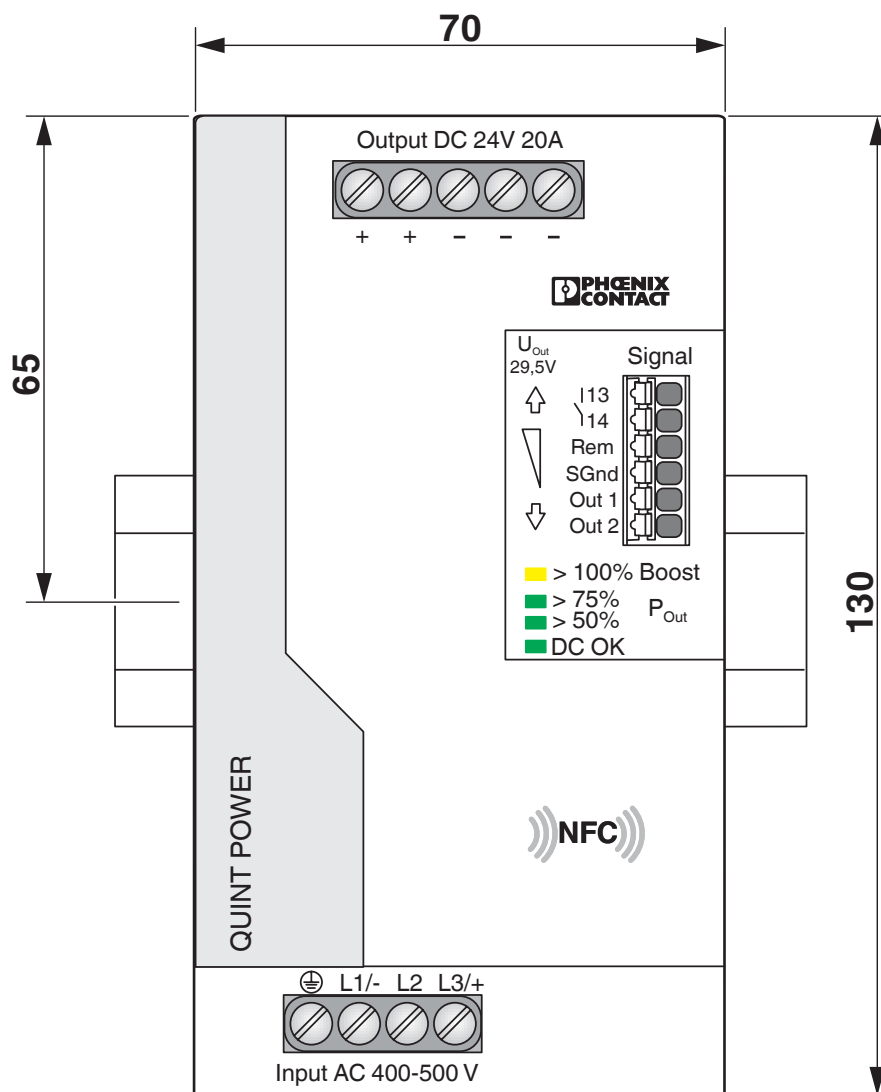 70
Output DC 24V 20A
+ + – – –
PHŒNIX
CONTACT
65
U Out
29,5V
Signal
13
14
Rem
SGnd
Out 1
Out 2
> 100% Boost
> 75%
> 50%
P Out
DC OK
130
QUINT POWER
NFC
L1/- L2 L3/+
Input AC 400-500 V